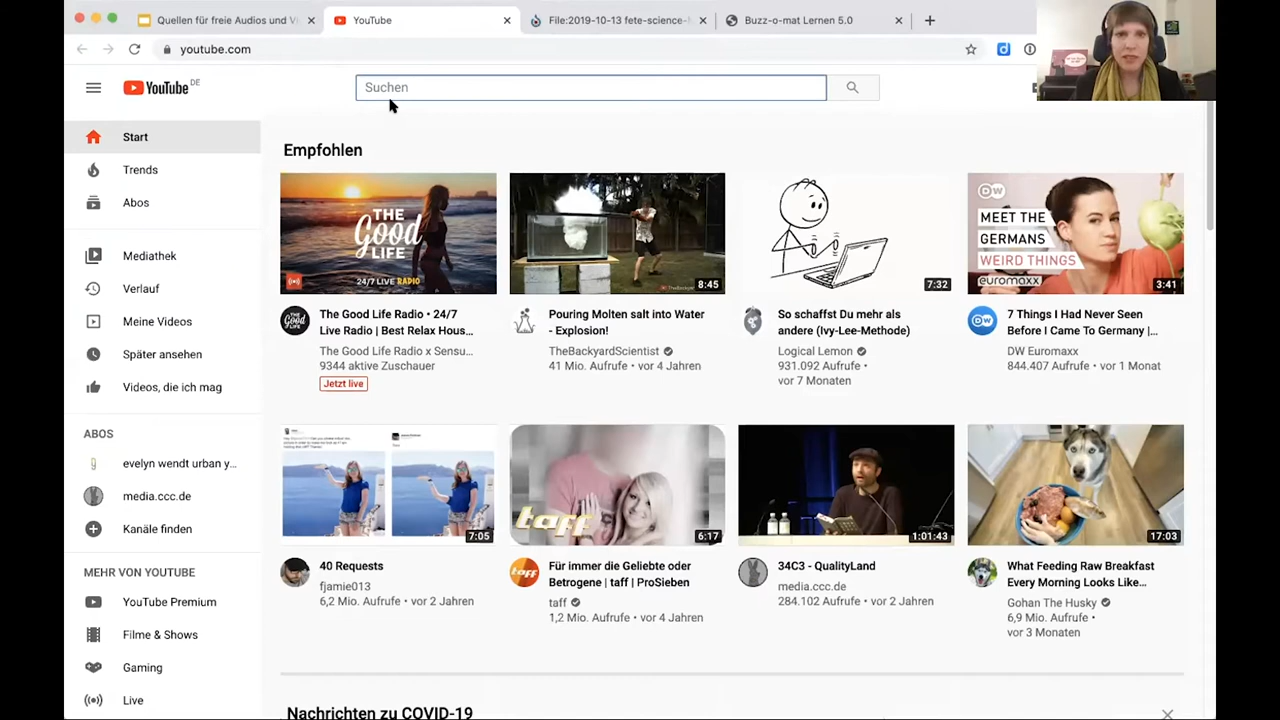 Quellen für freie Audios und Vi
YouTube
File:2019-10-13 fete-science-
Buzz-o-mat Lernen 5.0
youtube.com
YouTube DE
Suchen
Start
Trends
Abos
Mediathek
Verlauf
Meine Videos
Später ansehen
Videos, die ich mag
ABOS
evelyn wendt urban y...
media.ccc.de
Kanäle finden
MEHR VON YOUTUBE
YouTube Premium
Filme & Shows
Gaming
Live
Empfohlen
THE
Good
LIFE
24/7 LIVE RADIO
The Good Life Radio • 24/7
Live Radio | Best Relax Hous...
The Good Life Radio x Sensu...
9344 aktive Zuschauer
Jetzt live
8:45
Pouring Molten salt into Water
- Explosion!
TheBackyardScientist
41 Mio. Aufrufe • vor 4 Jahren
7:32
So schaffst Du mehr als
andere (Ivy-Lee-Methode)
Logical Lemon
931.092 Aufrufe •
vor 7 Monaten
DW
MEET THE
GERMANS
WEIRD THINGS
euromaxx
3:41
7 Things I Had Never Seen
Before I Came To Germany |...
DW Euromaxx
844.407 Aufrufe • vor 1 Monat
7:05
40 Requests
fjamie013
6,2 Mio. Aufrufe • vor 2 Jahren
taff
6:17
Für immer die Geliebte oder
Betrogene | taff | ProSieben
taff
1,2 Mio. Aufrufe • vor 4 Jahren
1:01:43
34C3 - QualityLand
media.ccc.de
284.102 Aufrufe • vor 2 Jahren
17:03
What Feeding Raw Breakfast
Every Morning Looks Like...
Gohan The Husky
6,9 Mio. Aufrufe •
vor 3 Monaten
Nachrichten zu COVID-19